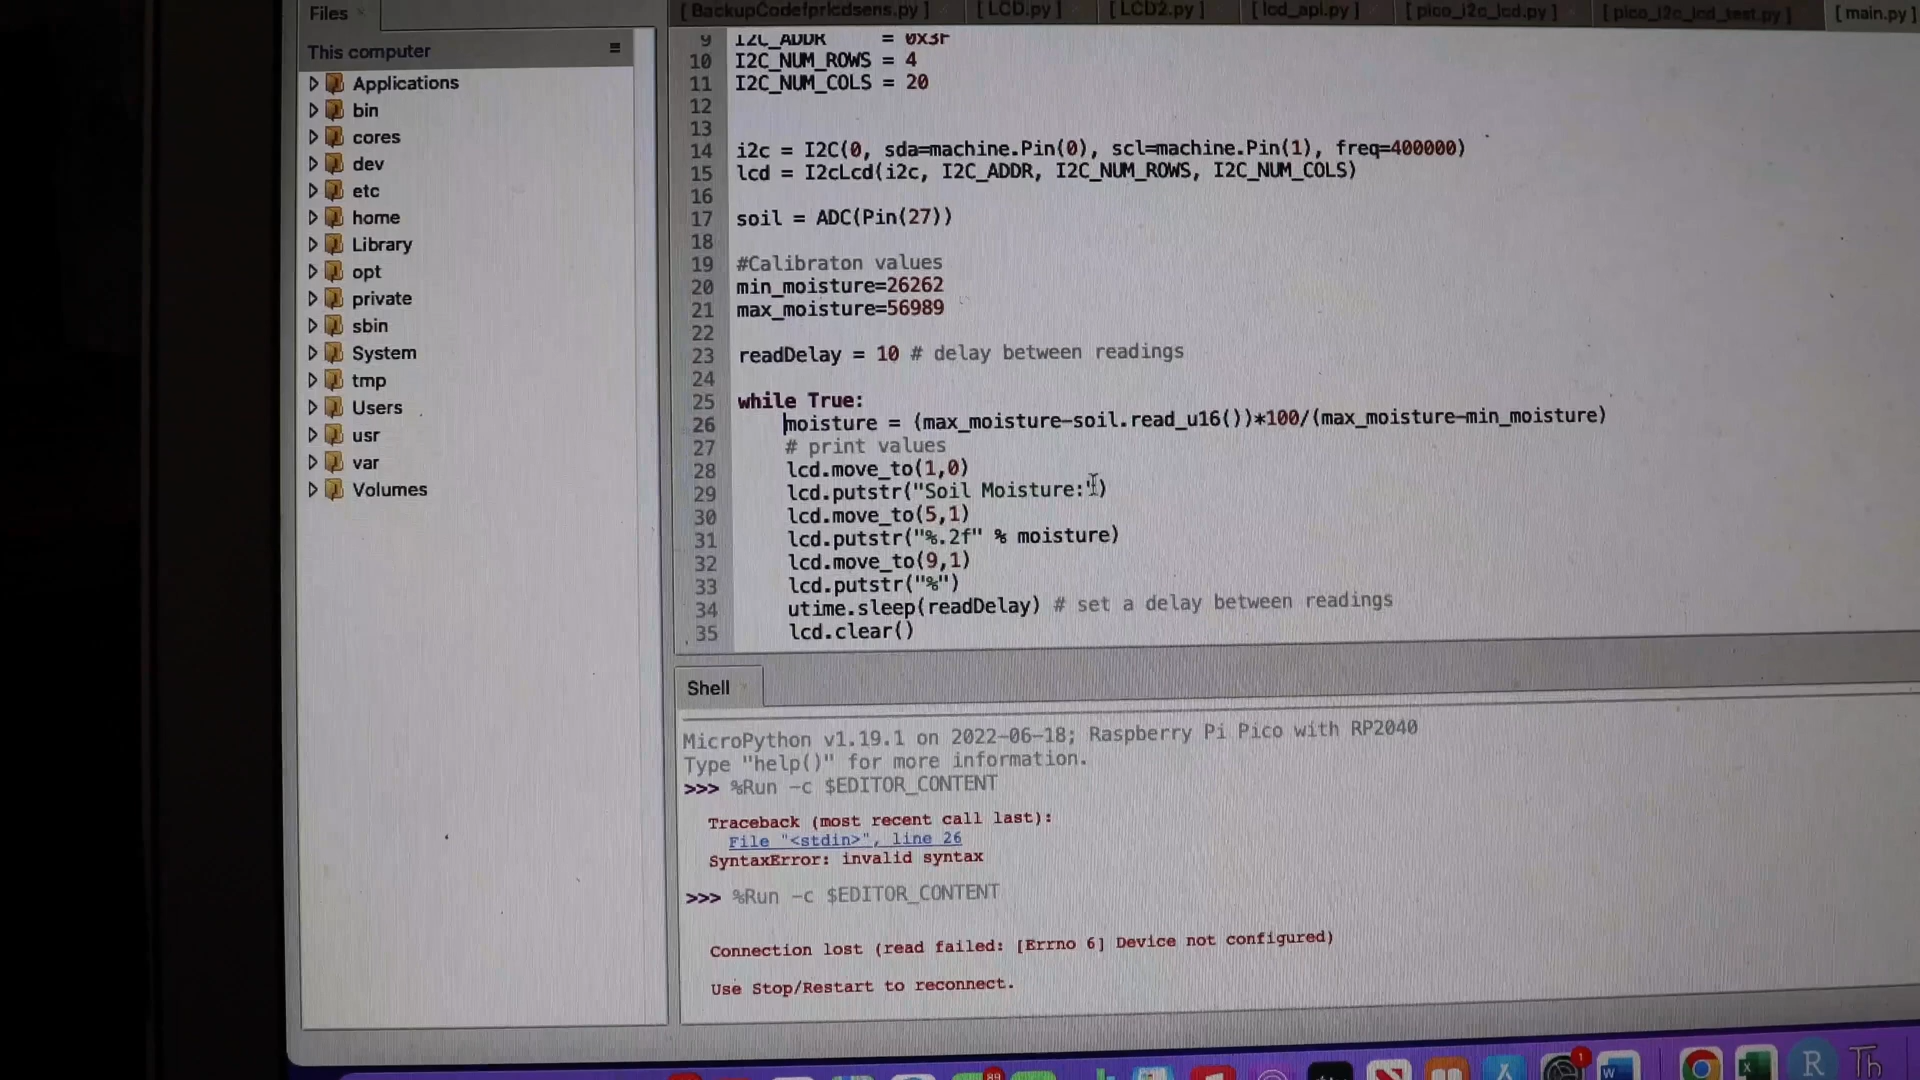 Files
This computer
Applications
bin
cores
dev
etc
home
Library
opt
private
sbin
System
tmp
Users
usr
var
Volumes
[ BackupCodefprlcdsens.py ] [ LCD.py ] [ LCD2.py ] [ lcd_api.py ] [ pico_i2c_lcd.py ] [ pico_i2c_lcd_test.py ] [ main.py ]
9 I2C_ADDR = 0x3F
10 I2C_NUM_ROWS = 4
11 I2C_NUM_COLS = 20
12
13
14 i2c = I2C(0, sda=machine.Pin(0), scl=machine.Pin(1), freq=400000)
15 lcd = I2cLcd(i2c, I2C_ADDR, I2C_NUM_ROWS, I2C_NUM_COLS)
16
17 soil = ADC(Pin(27))
18
19 #Calibraton values
20 min_moisture=26262
21 max_moisture=56989
22
23 readDelay = 10 # delay between readings
24
25 while True:
26 moisture = (max_moisture-soil.read_u16())*100/(max_moisture-min_moisture)
27 # print values
28 lcd.move_to(1,0)
29 lcd.putstr("Soil Moisture:")
30 lcd.move_to(5,1)
31 lcd.putstr("%.2f" % moisture)
32 lcd.move_to(9,1)
33 lcd.putstr("%")
34 utime.sleep(readDelay) # set a delay between readings
35 lcd.clear()
Shell
MicroPython v1.19.1 on 2022-06-18; Raspberry Pi Pico with RP2040
Type "help()" for more information.
>>> %Run -c $EDITOR_CONTENT
Traceback (most recent call last):
File "<stdin>", line 26
SyntaxError: invalid syntax
>>> %Run -c $EDITOR_CONTENT
Connection lost (read failed: [Errno 6] Device not configured)
Use Stop/Restart to reconnect.
89
1
W
X
R
Th